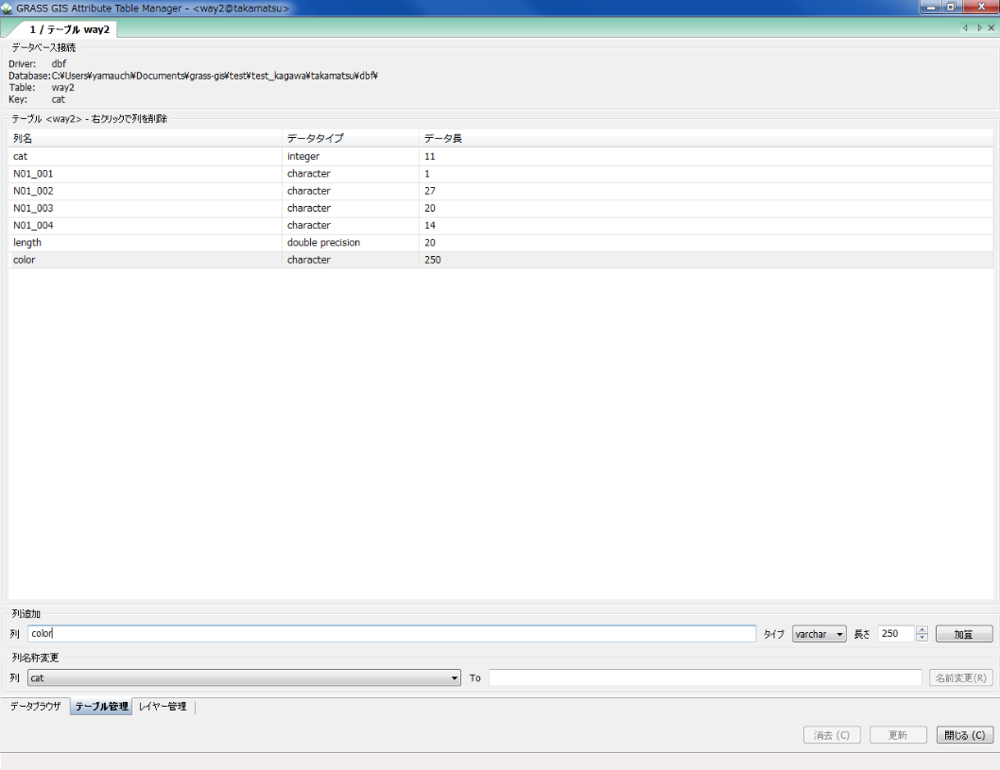 GRASS GIS Attribute Table Manager - <way2@takamatsu>
1 / テーブル way2
データベース接続
Driver: dbf
Database: C:¥Users¥yamauchi¥Documents¥grass-gis¥test¥test_kagawa¥takamatsu¥dbf¥
Table: way2
Key: cat
テーブル <way2> - 右クリックで列を削除
列名 データタイプ データ長
cat integer 11
N01_001 character 1
N01_002 character 27
N01_003 character 20
N01_004 character 14
length double precision 20
color character 250
列追加
列 color タイプ varchar 長さ 250 加算
列名称変更
列 cat To 名前変更(R)
データブラウザ テーブル管理 レイヤー管理
消去 (C) 更新 閉じる (C)